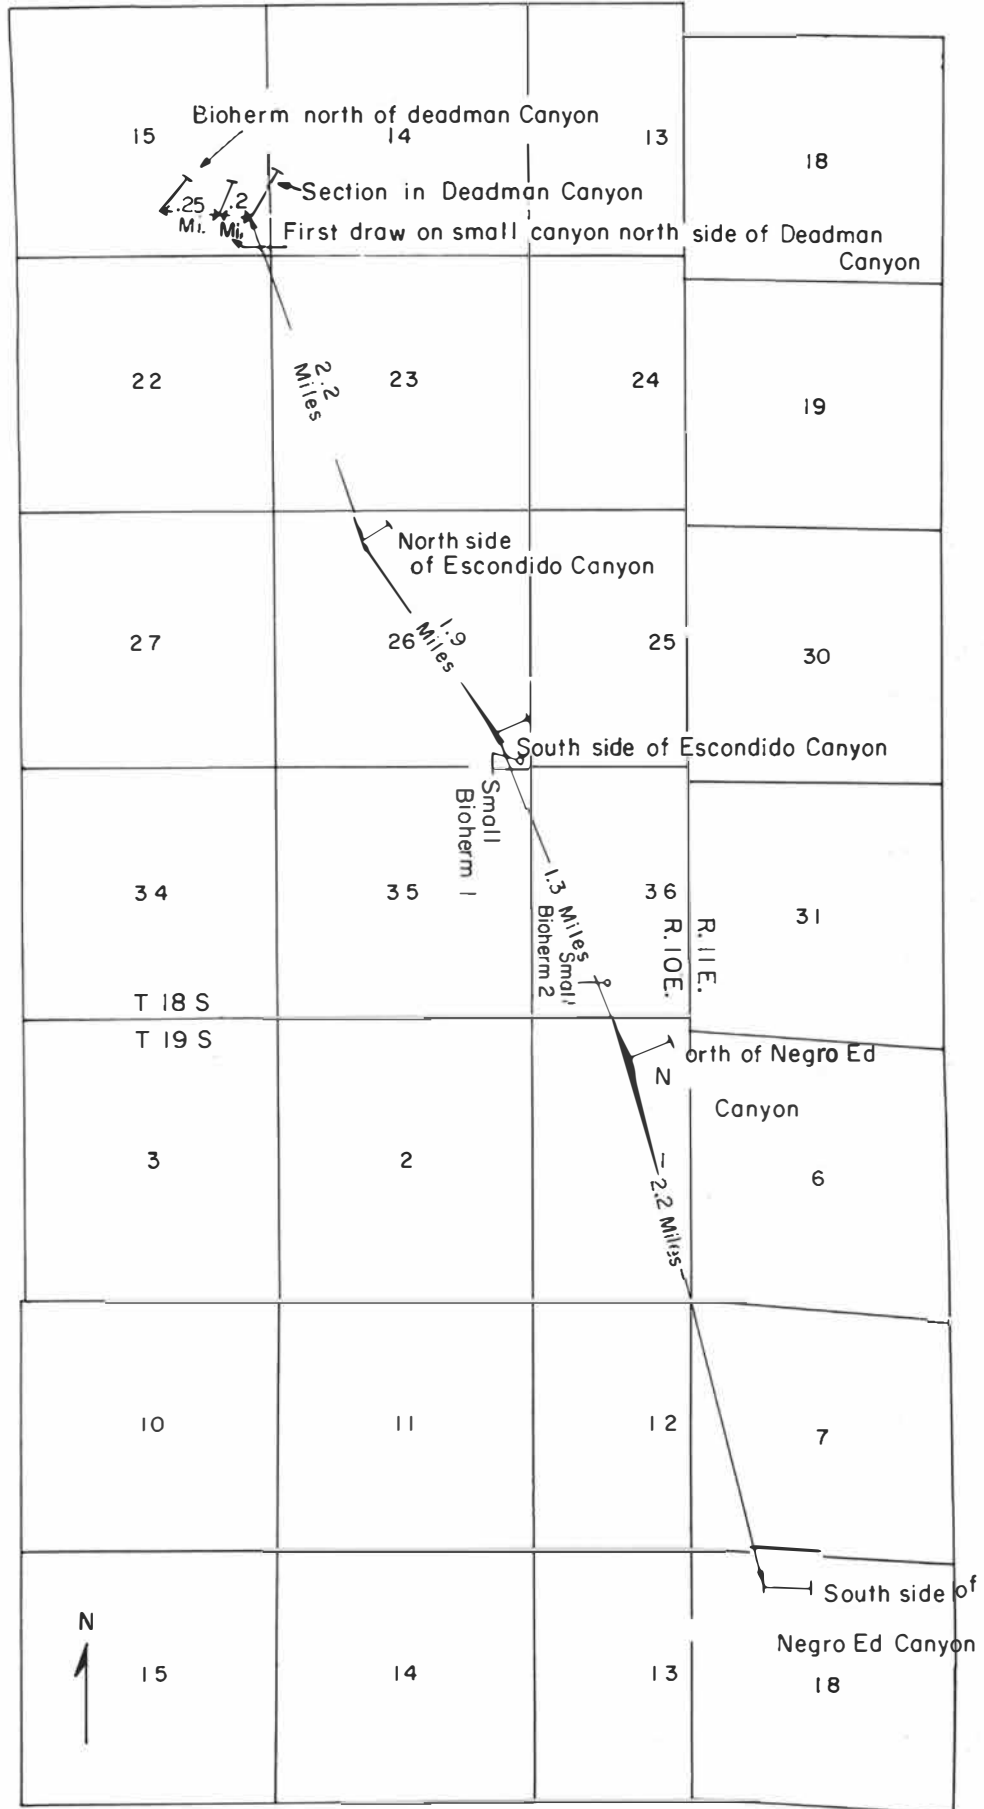 Bioherm north of deadman Canyon
15
14
13
18
Section in Deadman Canyon
.25
Mi.
.2
Mi.
First draw on small canyon north side of Deadman
Canyon
2.2
Miles
22
23
24
19
North side
of Escondido Canyon
1.9
Miles
27
26
25
30
South side of Escondido Canyon
Small
Bioherm 1
34
35
36
31
1.3 Miles
Small
Bioherm 2
R. 10E.
R. 11E.
T 18 S
T 19 S
orth of Negro Ed
N
Canyon
3
2
1
6
2.2 Miles
10
11
12
7
South side of
Negro Ed Canyon
N
15
14
13
18